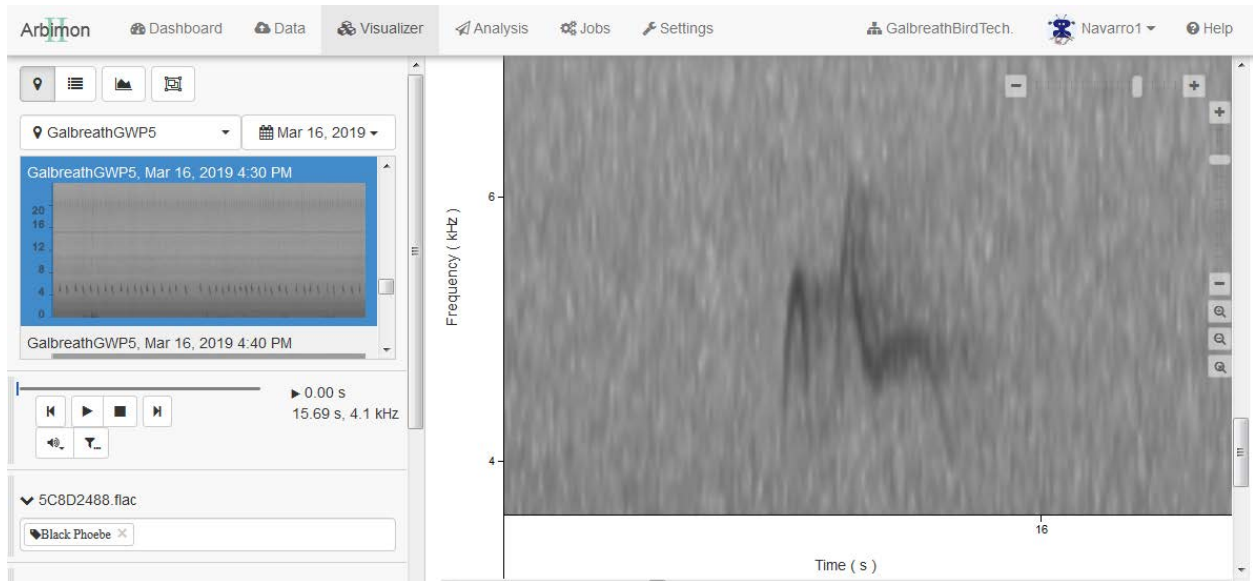 Arbimon II Dashboard Data Visualizer Analysis Jobs Settings GalbreathBirdTech. Navarro1 Help
GalbreathGWP5 Mar 16, 2019
GalbreathGWP5, Mar 16, 2019 4:30 PM
20
16
12
8
4
0
GalbreathGWP5, Mar 16, 2019 4:40 PM
0.00 s
15.69 s, 4.1 kHz
5C8D2488.flac
Black Phoebe ×
Frequency ( kHz )
6
4
16
Time ( s )